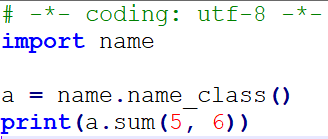 # -*- coding: utf-8 -*-
import name
a = name.name_class()
print(a.sum(5, 6))